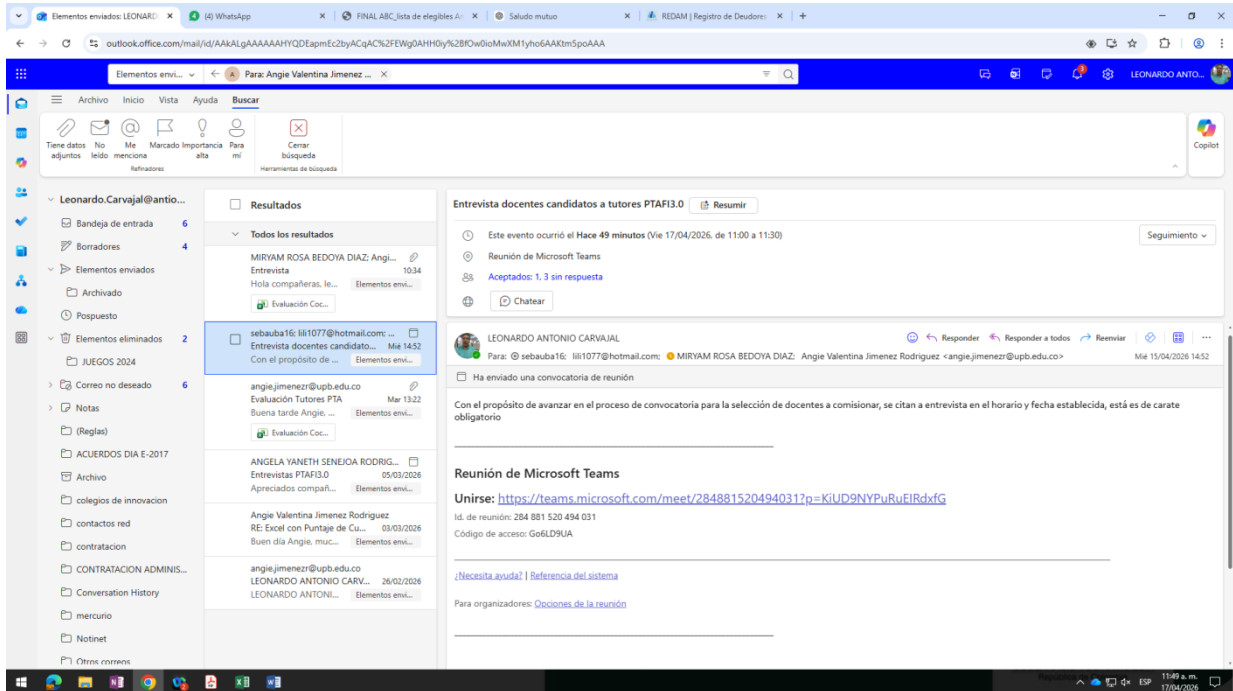 Elementos enviados: LEONARD
(4) WhatsApp
FINAL ABC_lista de elegibles An
Saludo mutuo
REDAM | Registro de Deudores
outlook.office.com/mail/id/AAkALgAAAAAAHYQDEapmEc2byACqAC%2FEWg0AHH0iy%2BfOw0ioMwXM1yho6AAKtm5poAAA
Elementos envi...
A Para: Angie Valentina Jimenez ...
3
LEONARDO ANTO...
Archivo Inicio Vista Ayuda Buscar
Tiene datos adjuntos
No leído
Me menciona
Marcado
Importancia alta
Para mí
Refinadores
Cerrar búsqueda
Herramientas de búsqueda
Copilot
Leonardo.Carvajal@antio...
Bandeja de entrada 6
Borradores 4
Elementos enviados
Archivado
Pospuesto
Elementos eliminados 2
JUEGOS 2024
Correo no deseado 6
Notas
(Reglas)
ACUERDOS DIA E-2017
Archivo
colegios de innovacion
contactos red
contratacion
CONTRATACION ADMINIS...
Conversation History
mercurio
Notinet
Otros correos
Resultados
Todos los resultados
MIRYAM ROSA BEDOYA DIAZ; Angi...
Entrevista 10:34
Hola compañeras, le... Elementos envi...
Evaluación Coc...
sebauba16; lili1077@hotmail.com; ...
Entrevista docentes candidato... Mié 14:52
Con el propósito de ... Elementos envi...
angie.jimenezr@upb.edu.co
Evaluación Tutores PTA Mar 13:22
Buena tarde Angie, ... Elementos envi...
Evaluación Coc...
ANGELA YANETH SENEJOA RODRIG...
Entrevistas PTAFI3.0 05/03/2026
Apreciados compañ... Elementos envi...
Angie Valentina Jimenez Rodriguez
RE: Excel con Puntaje de Cu... 03/03/2026
Buen día Angie, muc... Elementos envi...
angie.jimenezr@upb.edu.co
LEONARDO ANTONIO CARV... 26/02/2026
LEONARDO ANTONI... Elementos envi...
Entrevista docentes candidatos a tutores PTAFI3.0 Resumir
Este evento ocurrió el Hace 49 minutos (Vie 17/04/2026, de 11:00 a 11:30)
Seguimiento
Reunión de Microsoft Teams
Aceptados: 1, 3 sin respuesta
Chatear
LEONARDO ANTONIO CARVAJAL
Responder Responder a todos Reenviar
Para: sebauba16; lili1077@hotmail.com; MIRYAM ROSA BEDOYA DIAZ; Angie Valentina Jimenez Rodriguez <angie.jimenezr@upb.edu.co>
Mié 15/04/2026 14:52
Ha enviado una convocatoria de reunión
Con el propósito de avanzar en el proceso de convocatoria para la selección de docentes a comisionar, se citan a entrevista en el horario y fecha establecida, está es de carate
obligatorio
Reunión de Microsoft Teams
Unirse: https://teams.microsoft.com/meet/284881520494031?p=KiUD9NYPuRuEIRdxfG
Id. de reunión: 284 881 520 494 031
Código de acceso: Go6LD9UA
¿Necesita ayuda? | Referencia del sistema
Para organizadores: Opciones de la reunión
ESP
11:49 a. m.
17/04/2026